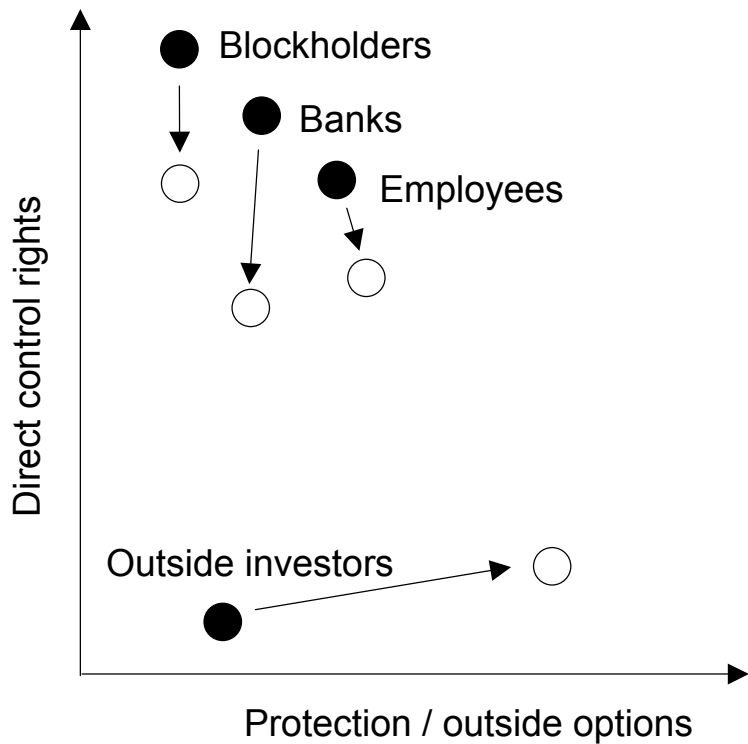 Blockholders
Banks
Employees
Direct control rights
Outside investors
Protection / outside options